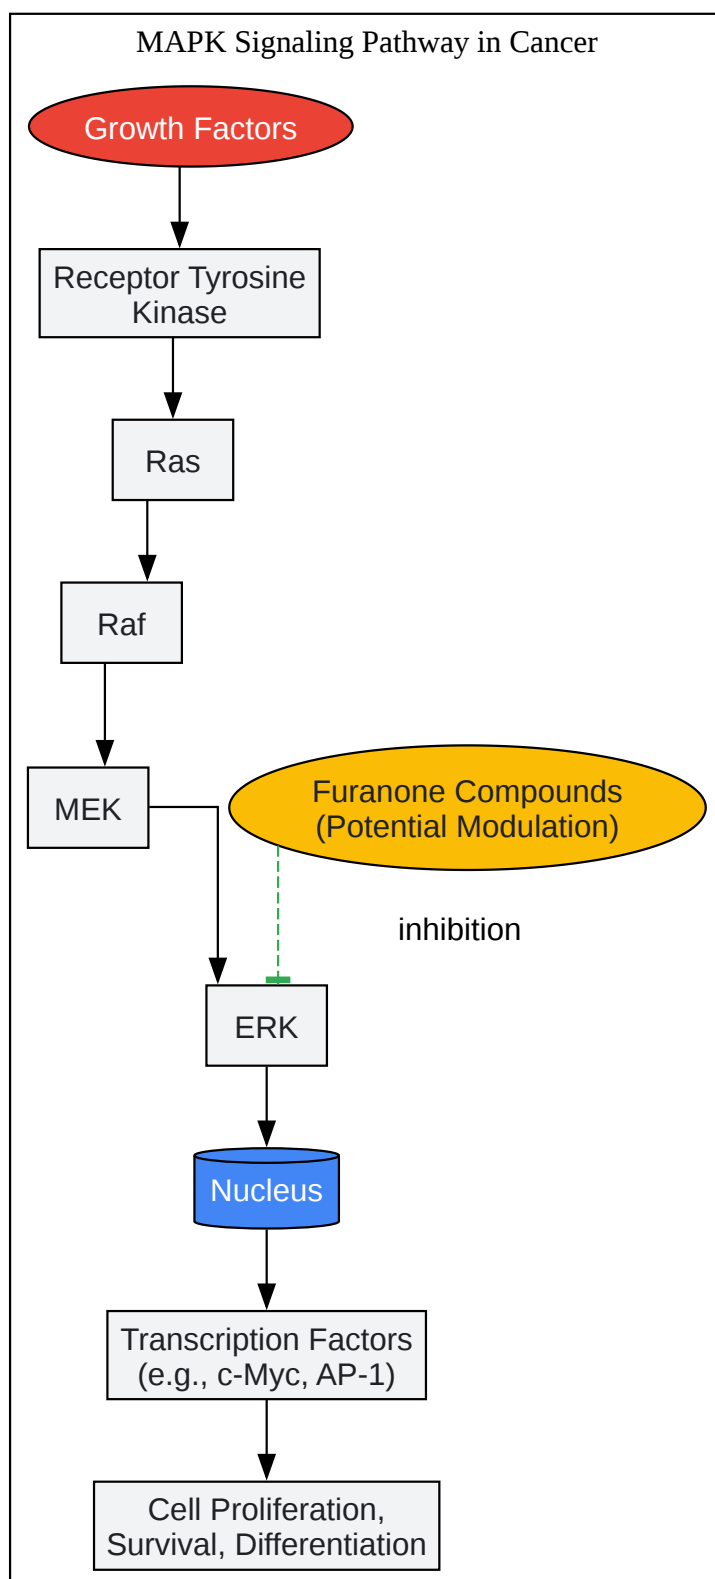 MAPK Signaling Pathway in Cancer
Growth Factors
Receptor Tyrosine
Kinase
Ras
Raf
MEK
Furanone Compounds
(Potential Modulation)
inhibition
ERK
Nucleus
Transcription Factors
(e.g., c-Myc, AP-1)
Cell Proliferation,
Survival, Differentiation